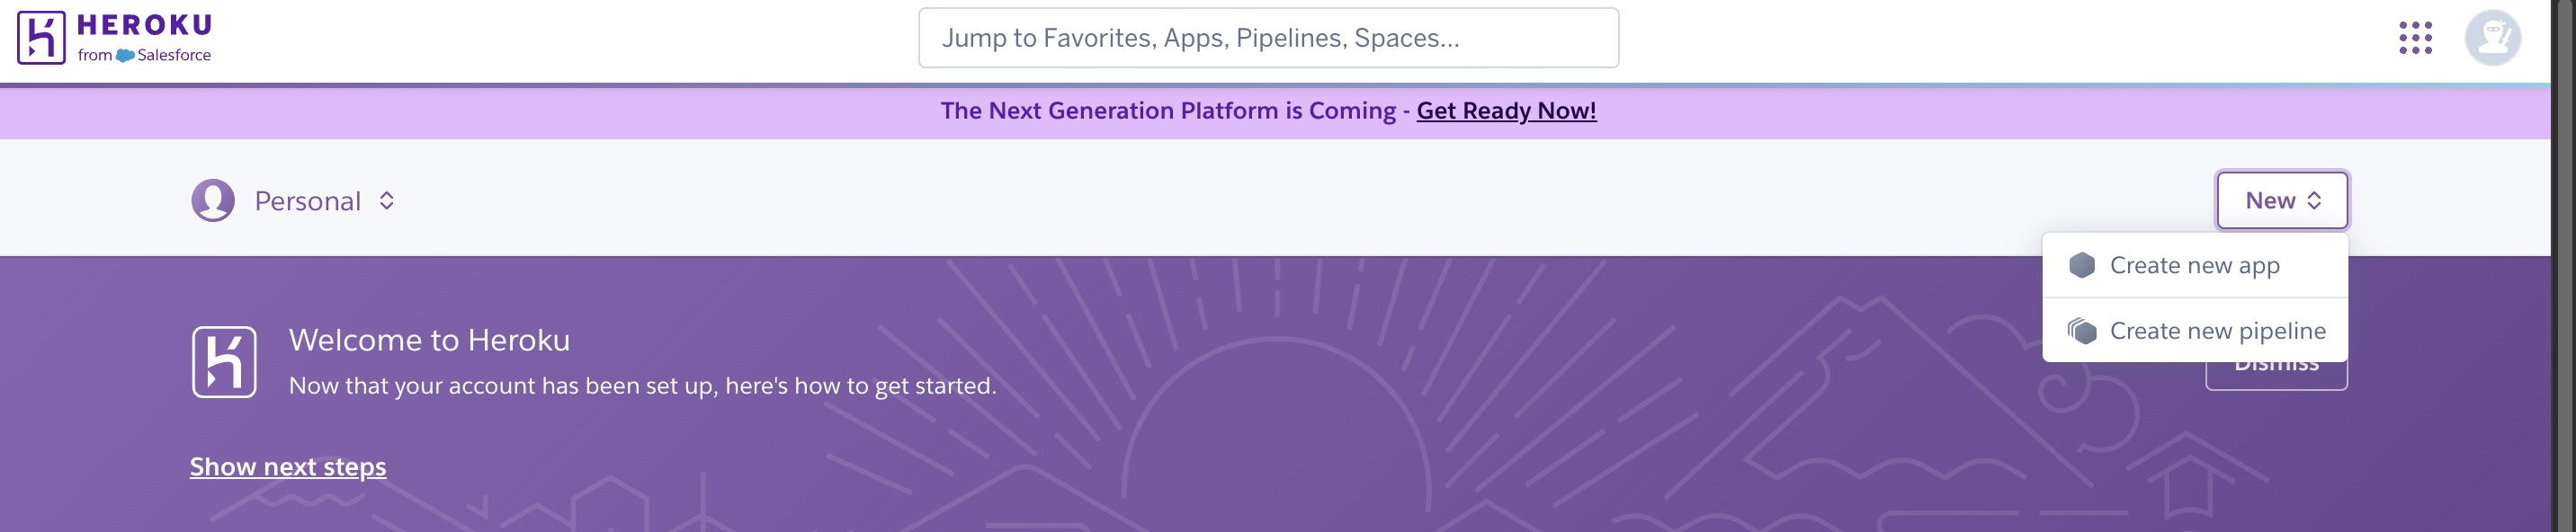 HEROKU
from Salesforce
Jump to Favorites, Apps, Pipelines, Spaces...
The Next Generation Platform is Coming - Get Ready Now!
Personal
New
Create new app
Create new pipeline
Welcome to Heroku
Dismiss
Now that your account has been set up, here's how to get started.
Show next steps